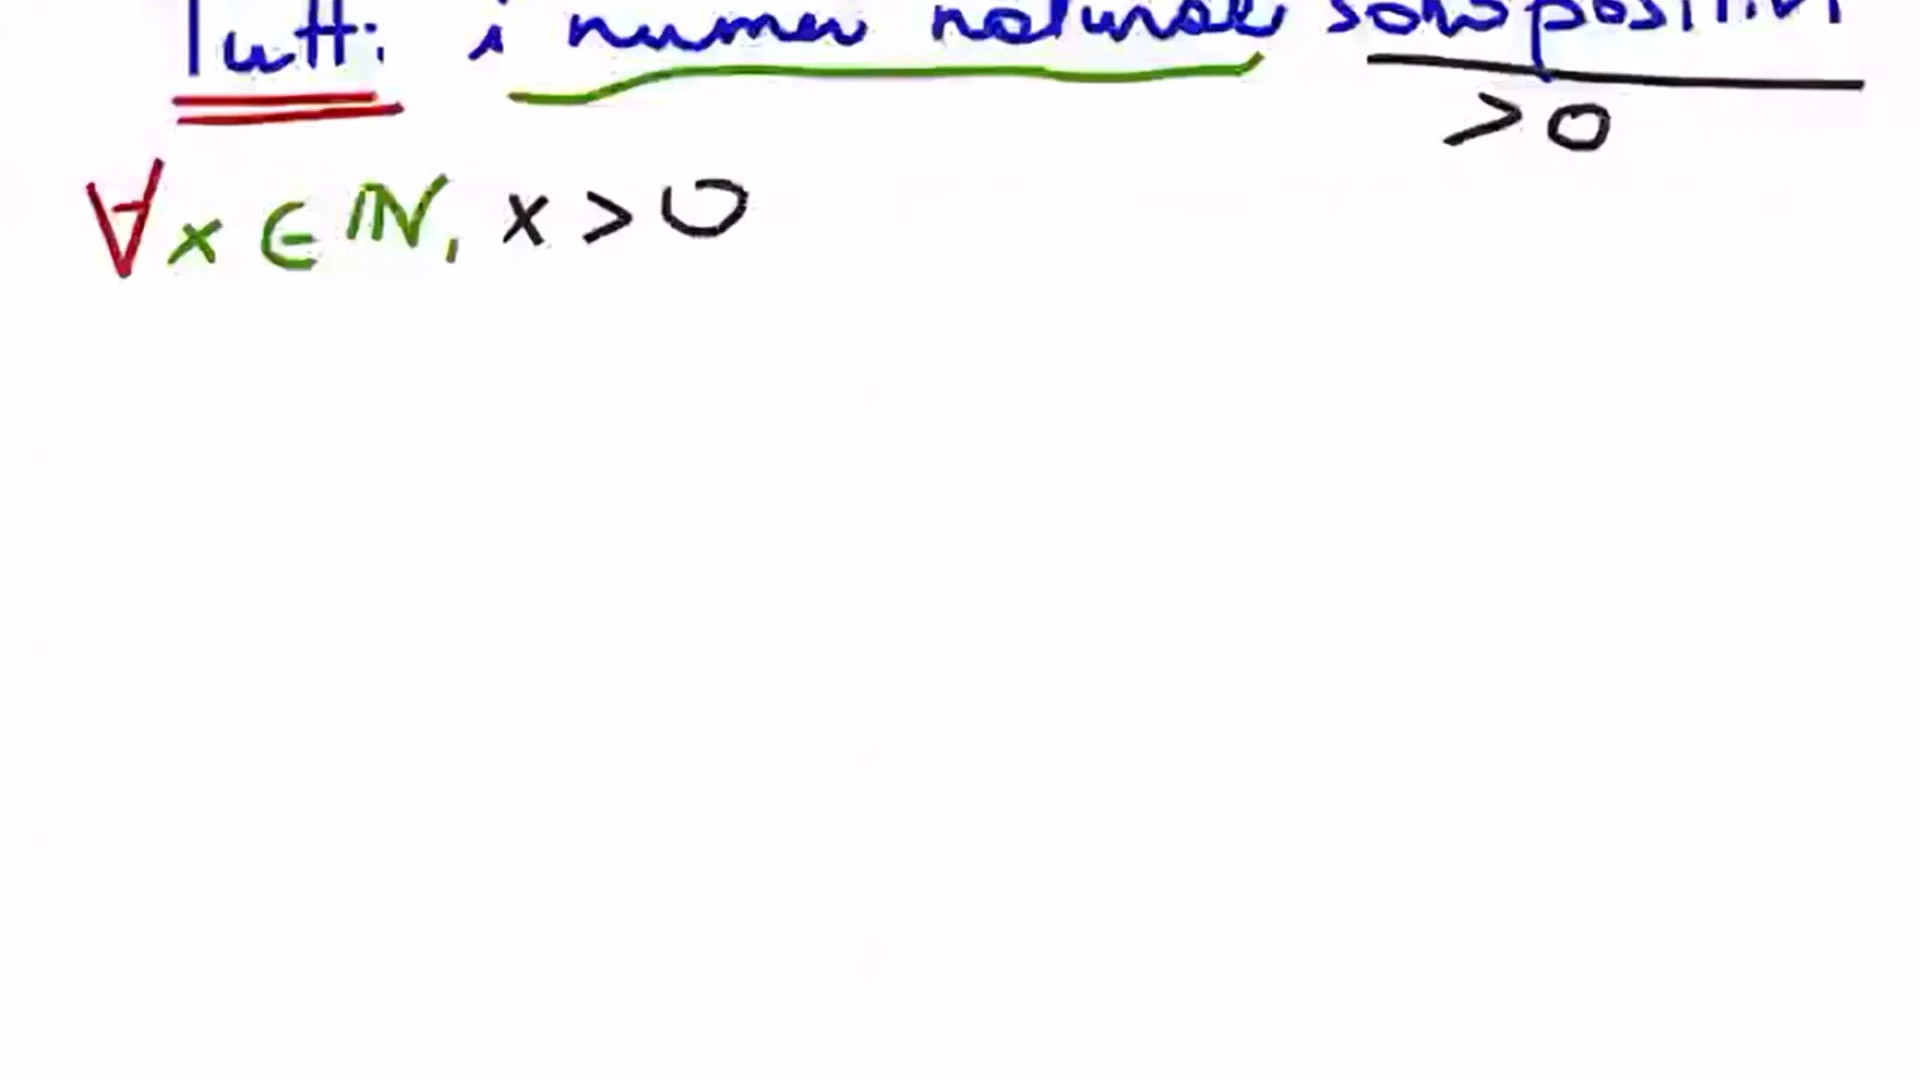 Tutti i numeri naturali sono positivi
> 0
∀x ∈ ℕ, x > 0